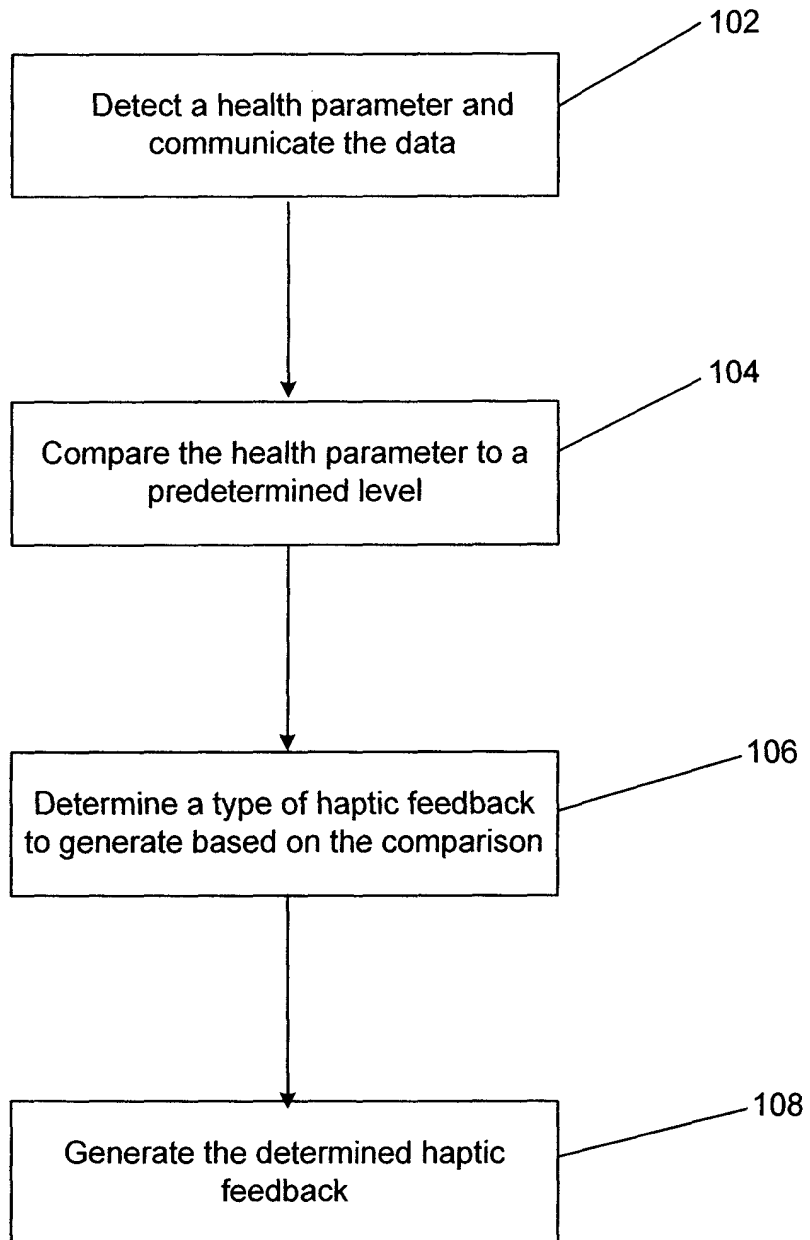 102
Detect a health parameter and
communicate the data
104
Compare the health parameter to a
predetermined level
106
Determine a type of haptic feedback
to generate based on the comparison
108
Generate the determined haptic
feedback